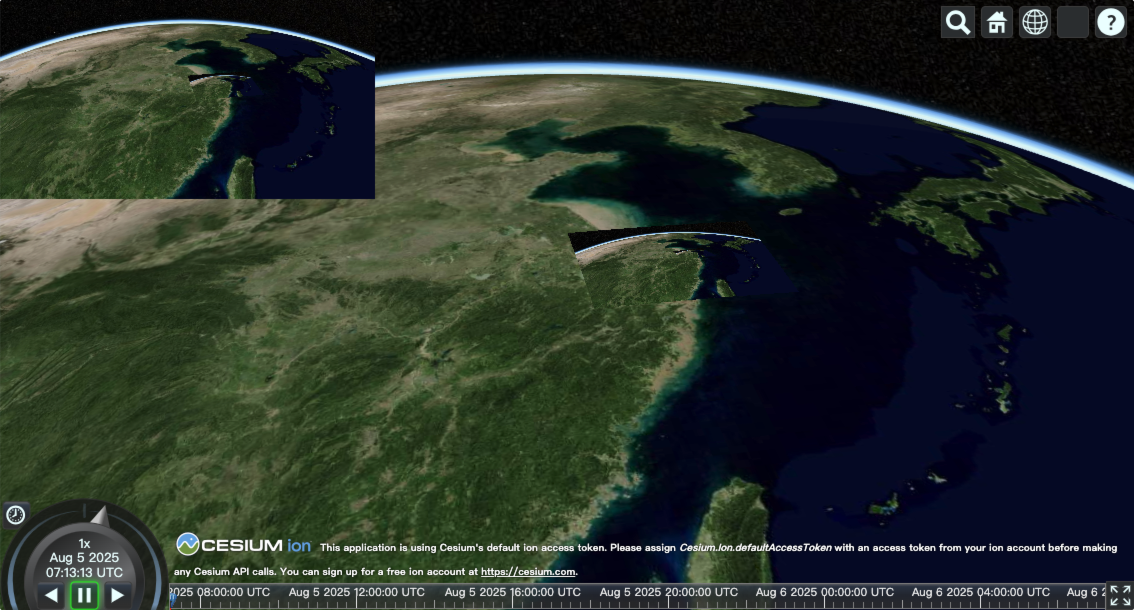 ?
1x
Aug 5 2025
07:13:13 UTC
CESIUM ion This application is using Cesium's default ion access token. Please assign Cesium.Ion.defaultAccessToken with an access token from your ion account before making
any Cesium API calls. You can sign up for a free ion account at https://cesium.com.
2025 08:00:00 UTC Aug 5 2025 12:00:00 UTC Aug 5 2025 16:00:00 UTC Aug 5 2025 20:00:00 UTC Aug 6 2025 00:00:00 UTC Aug 6 2025 04:00:00 UTC Aug 6 2